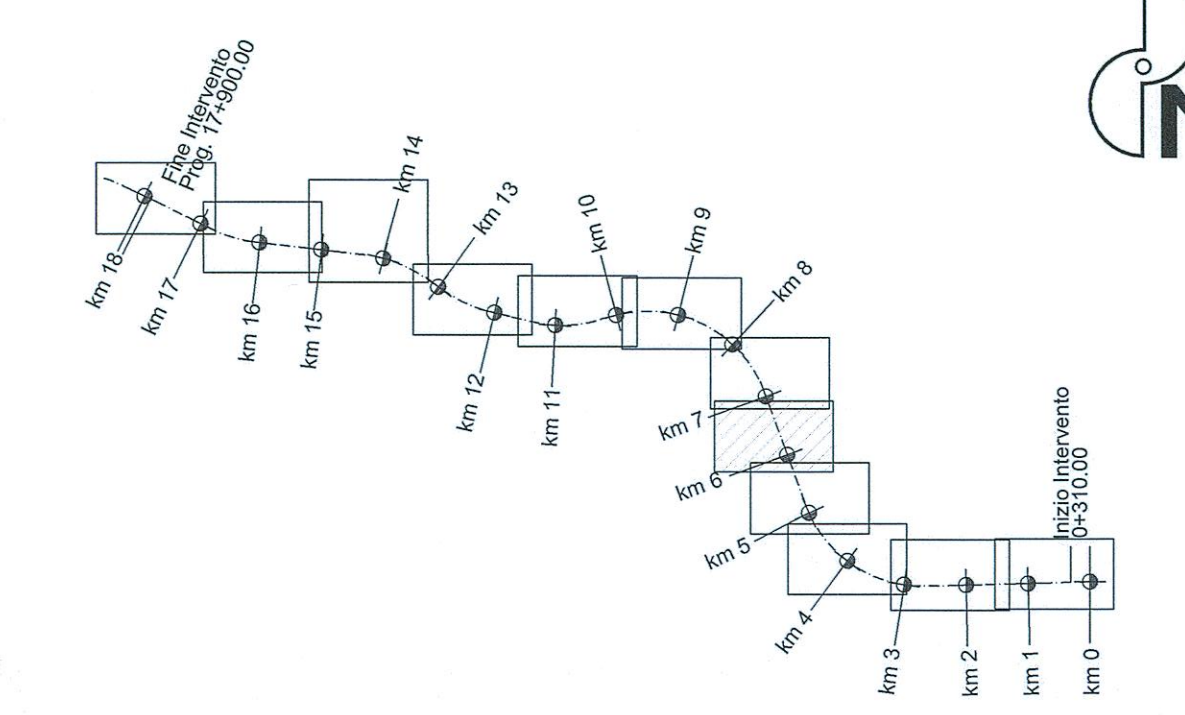 Fine Intervento
Prog. 17+900.00
km 18
km 17
km 16
km 15
km 14
km 13
km 12
km 11
km 10
km 9
km 8
km 7
km 6
km 5
km 4
km 3
km 2
km 1
km 0
Inizio Intervento
0+310.00